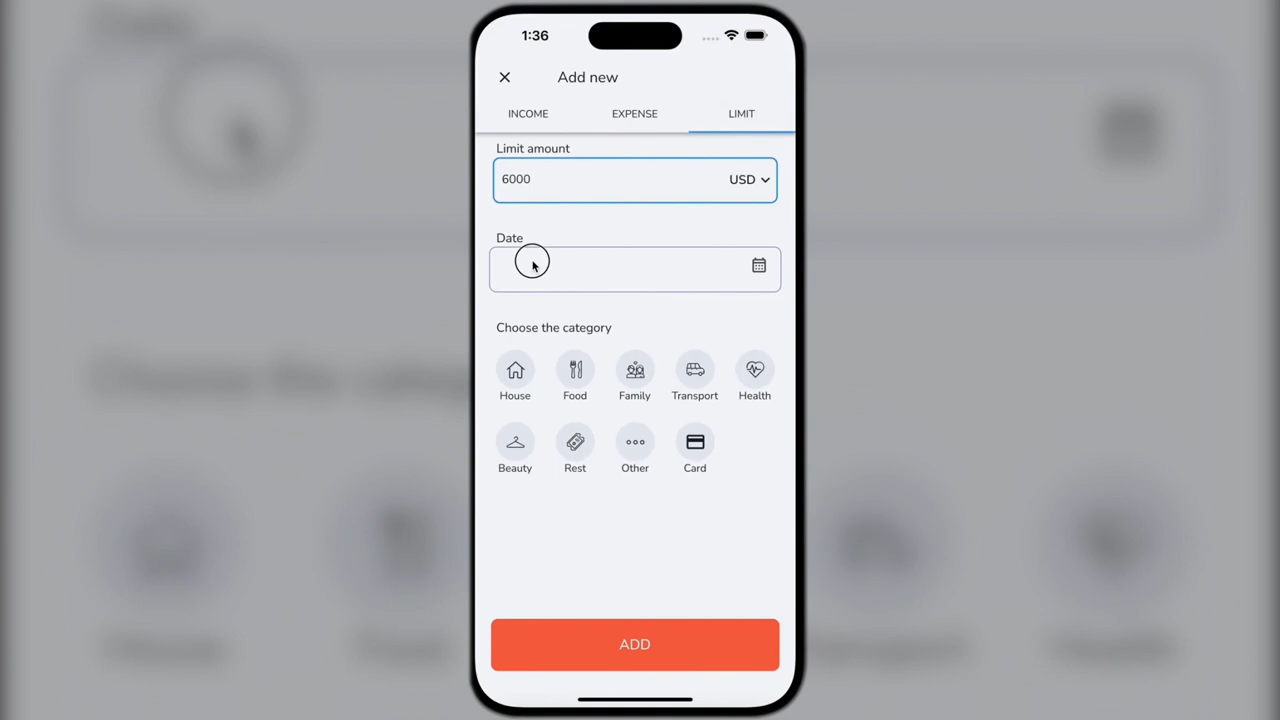 1:36
Add new
INCOME EXPENSE LIMIT
Limit amount
6000 USD
Date
Choose the category
House Food Family Transport Health
Beauty Rest Other Card
ADD